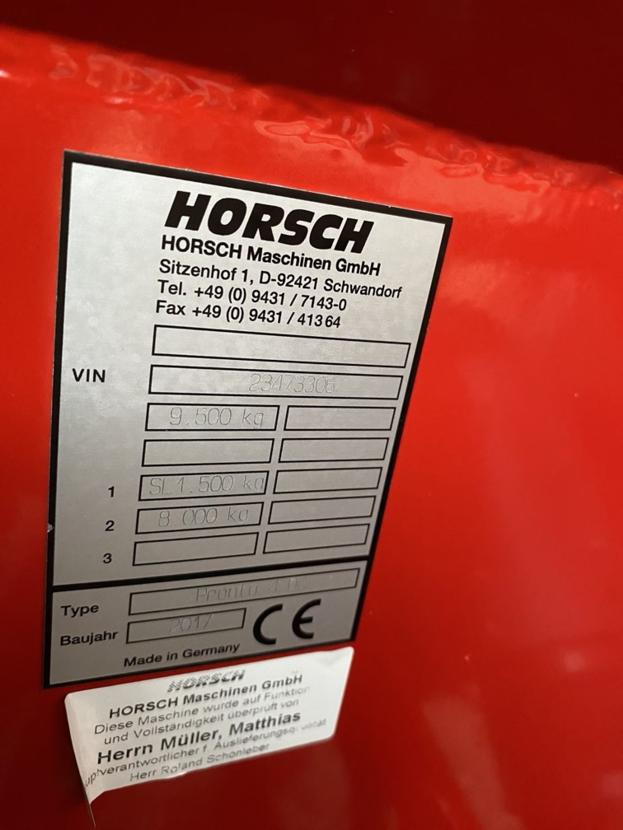 HORSCH
HORSCH Maschinen GmbH
Sitzenhof 1, D-92421 Schwandorf
Tel. +49 (0) 9431 / 7143-0
Fax +49 (0) 9431 / 41364
VIN 23473306
9.500 kg
1 SL1.500 kg
2 8.000 kg
3
Type Pronto
Baujahr 2017 CE
Made in Germany
HORSCH
HORSCH Maschinen GmbH
Diese Maschine wurde auf Funktion
und Vollständigkeit überprüft von
Herrn Müller, Matthias
verantwortlicher f.
Herr Roland Schönleber